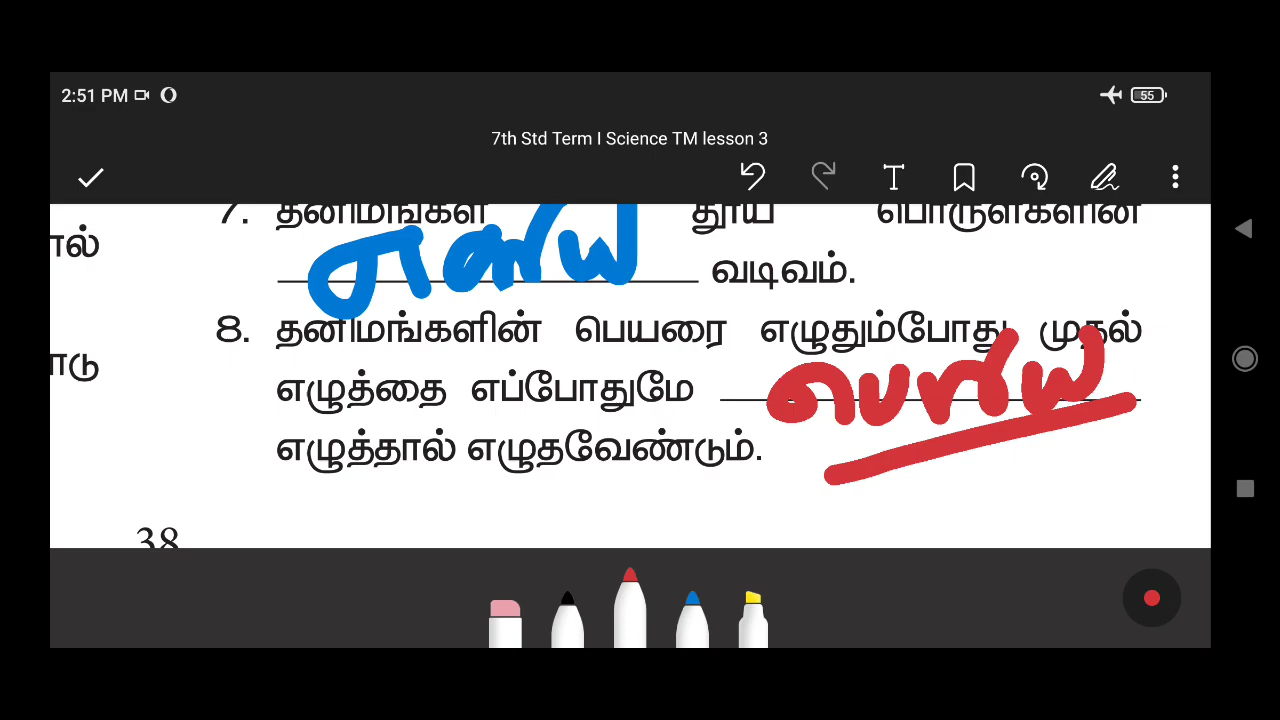 2:51 PM
55
7th Std Term I Science TM lesson 3
7. தனிமங்கள் தூய பொருள்களின்
ால்
எளிய வடிவம்.
8. தனிமங்களின் பெயரை எழுதும்போது முதல்
ாடு
எழுத்தை எப்போதுமே பெரிய
எழுத்தால் எழுதவேண்டும்.
38